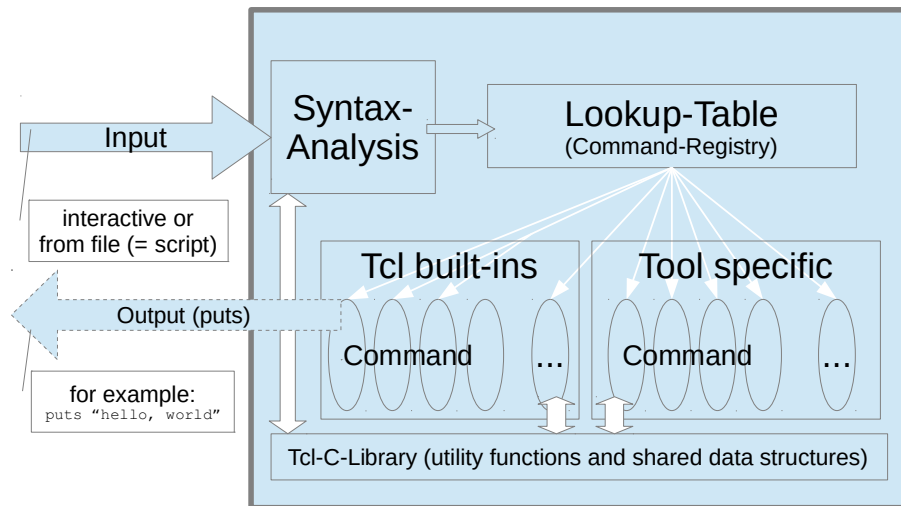 Syntax-
Analysis
Lookup-Table
(Command-Registry)
Input
interactive or
from file (= script)
Tcl built-ins
Tool specific
Output (puts)
Command
...
Command
...
for example:
puts “hello, world”
Tcl-C-Library (utility functions and shared data structures)